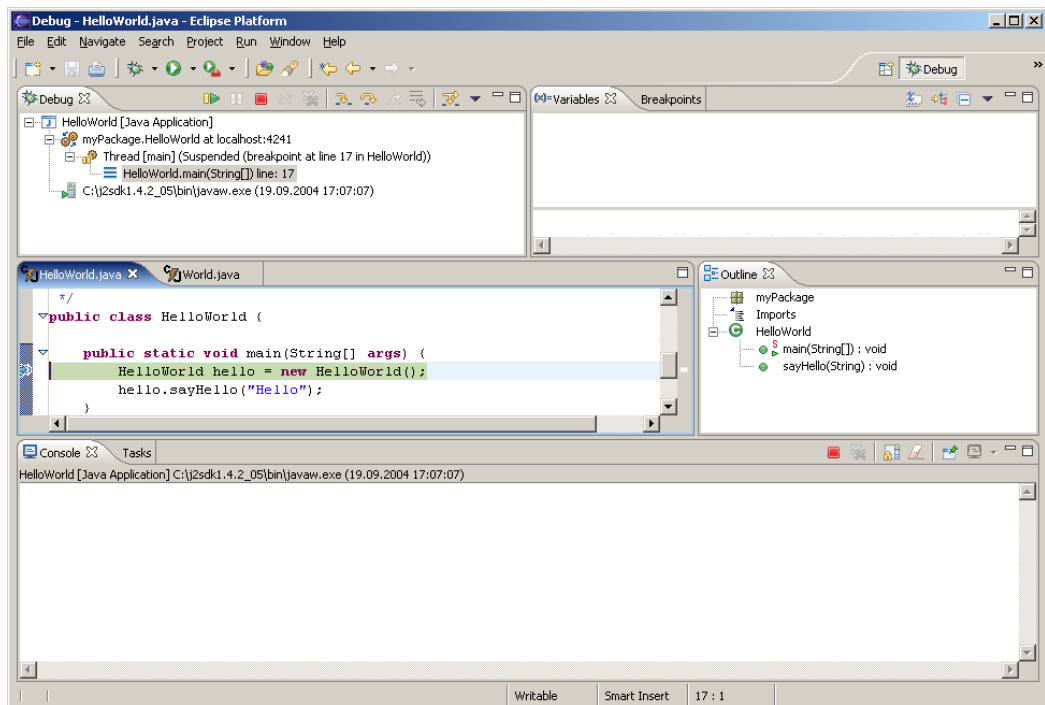 Debug - HelloWorld.java - Eclipse Platform
File Edit Navigate Search Project Run Window Help
Debug
»
Debug
HelloWorld [Java Application]
myPackage.HelloWorld at localhost:4241
Thread [main] (Suspended (breakpoint at line 17 in HelloWorld))
HelloWorld.main(String[]) line: 17
C:\j2sdk1.4.2_05\bin\javaw.exe (19.09.2004 17:07:07)
(x)= Variables Breakpoints
HelloWorld.java World.java
*/
public class HelloWorld {
public static void main(String[] args) {
HelloWorld hello = new HelloWorld();
hello.sayHello("Hello");
}
Outline
myPackage
Imports
HelloWorld
S main(String[]) : void
sayHello(String) : void
Console Tasks
HelloWorld [Java Application] C:\j2sdk1.4.2_05\bin\javaw.exe (19.09.2004 17:07:07)
Writable Smart Insert 17 : 1